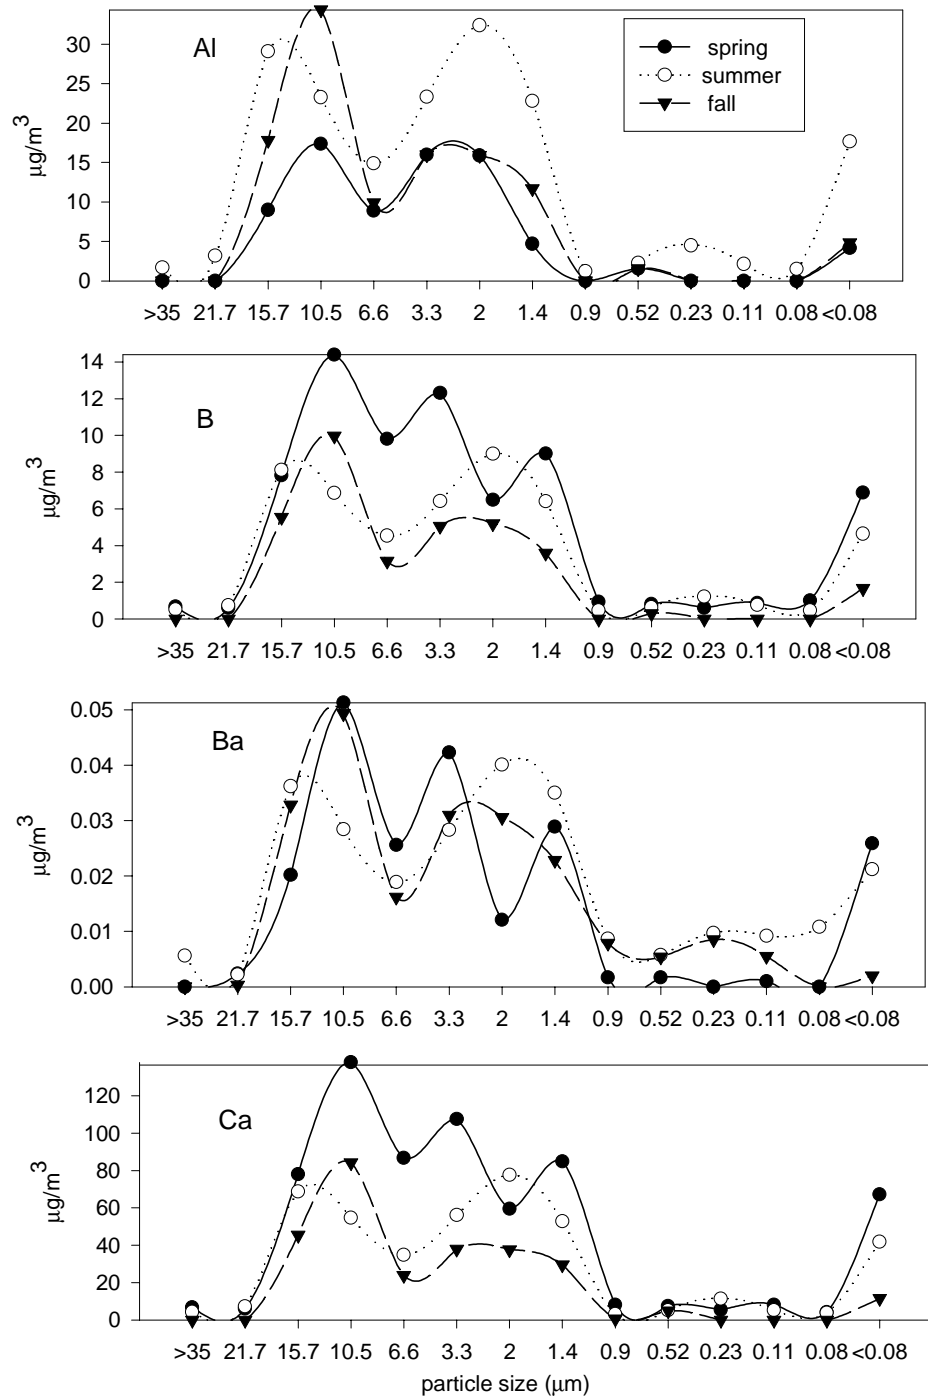 Al
spring
summer
fall
µg/m3
30
25
20
15
10
5
0
>35 21.7 15.7 10.5 6.6 3.3 2 1.4 0.9 0.52 0.23 0.11 0.08 <0.08
B
µg/m3
14
12
10
8
6
4
2
0
>35 21.7 15.7 10.5 6.6 3.3 2 1.4 0.9 0.52 0.23 0.11 0.08 <0.08
Ba
µg/m3
0.05
0.04
0.03
0.02
0.01
0.00
>35 21.7 15.7 10.5 6.6 3.3 2 1.4 0.9 0.52 0.23 0.11 0.08 <0.08
Ca
µg/m3
120
100
80
60
40
20
0
>35 21.7 15.7 10.5 6.6 3.3 2 1.4 0.9 0.52 0.23 0.11 0.08 <0.08
particle size (µm)